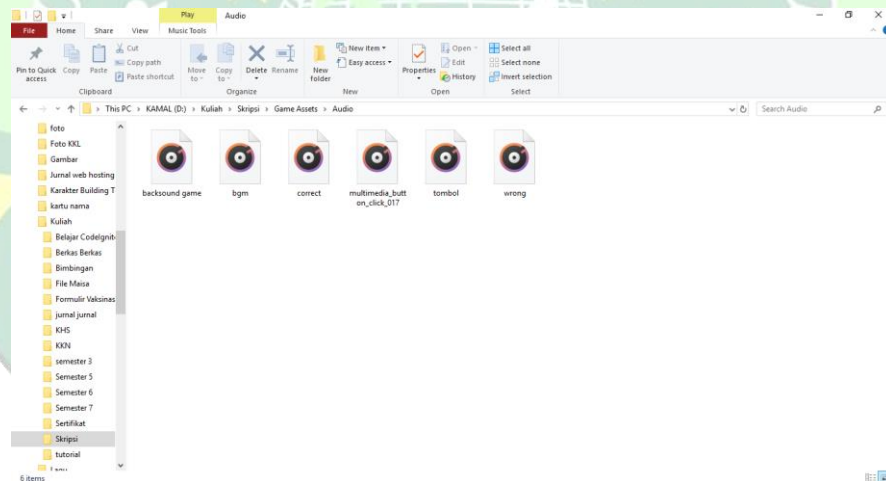 Play
Audio
File
Home
Share
View
Music Tools
Pin to Quick access
Copy
Paste
Cut
Copy path
Paste shortcut
Clipboard
Move to
Copy to
Delete
Rename
Organize
New folder
New item
Easy access
New
Properties
Open
Edit
History
Open
Select all
Select none
Invert selection
Select
This PC > KAMAL (D:) > Kuliah > Skripsi > Game Assets > Audio
Search Audio
foto
Foto KKL
Gambar
Jurnal web hosting
Karakter Building T
kartu nama
Kuliah
Belajar CodeIgnit
Berkas Berkas
Bimbingan
File Maisa
Formulir Vaksinas
jurnal jurnal
KHS
KKN
semester 3
Semester 5
Semester 6
Semester 7
Sertifikat
Skripsi
tutorial
backsound game
bgm
correct
multimedia_butt
on_click_017
tombol
wrong
6 items